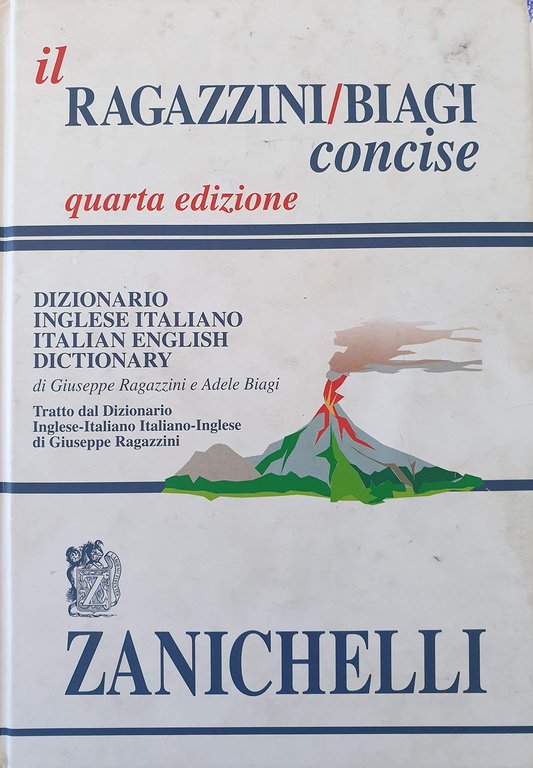 il
RAGAZZINI/BIAGI
concise
quarta edizione
DIZIONARIO
INGLESE ITALIANO
ITALIAN ENGLISH
DICTIONARY
di Giuseppe Ragazzini e Adele Biagi
Tratto dal Dizionario
Inglese-Italiano Italiano-Inglese
di Giuseppe Ragazzini
Z
ZANICHELLI